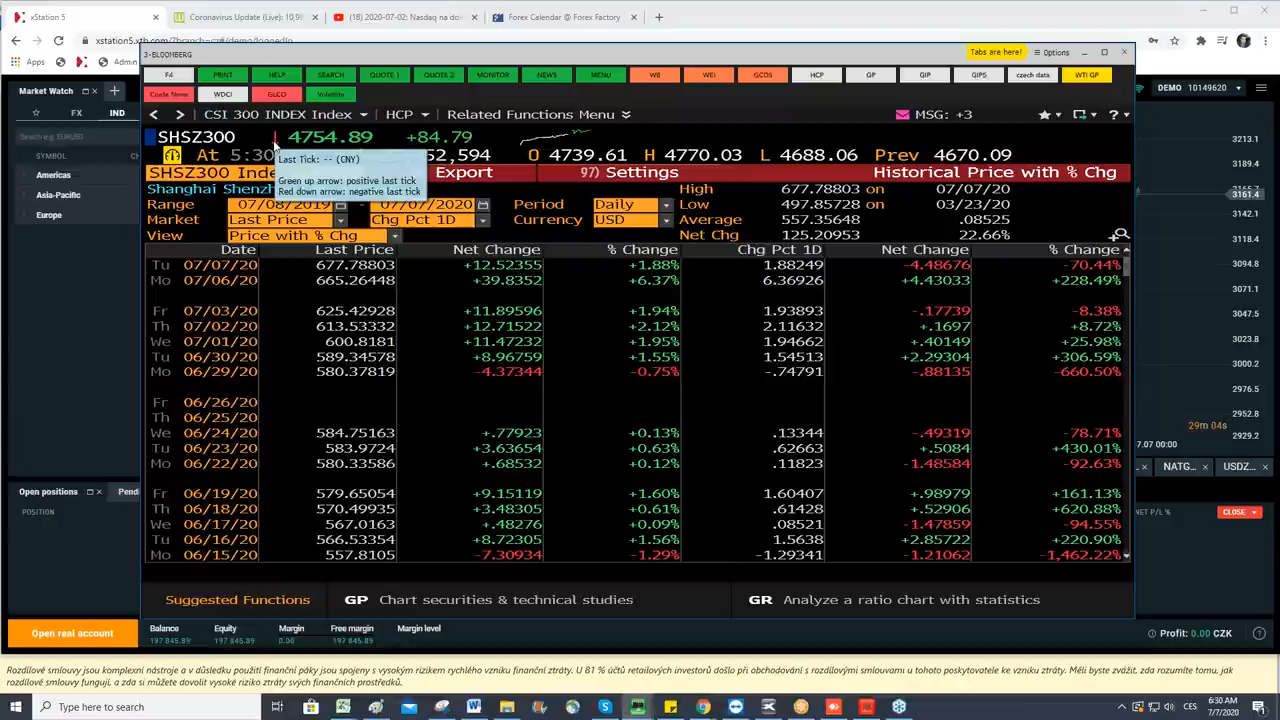 xStation 5
Coronavirus Update (Live): 10,59
(18) 2020-07-02: Nasdaq na do
Forex Calendar @ Forex Factory
Apps
Admin
3-BLOOMBERG
Tabs are here!
Options
F4
PRINT
HELP
SEARCH
QUOTE 1
QUOTE 2
MONITOR
NEWS
MENU
WB
WEI
GCDS
HCP
GP
GIP
GIPS
czech data
WTI GP
WDCI
GLCO
Volatilita
CSI 300 INDEX Index
HCP
Related Functions Menu
MSG: +3
SHSZ300
4754.89
+84.79
At 5:30
52,594
O 4739.61
H 4770.03
L 4688.06
Prev 4670.09
Last Tick: -- (CNY)
Green up arrow: positive last tick
Red down arrow: negative last tick
SHSZ300 Inde
Export
97) Settings
Historical Price with % Chg
Shanghai Shenzh
High 677.78803 on 07/07/20
Range 07/08/2019 - 07/07/2020 Period Daily
Low 497.85728 on 03/23/20
Market Last Price Chg Pct 1D Currency USD
Average 557.35648 .08525
View Price with % Chg
Net Chg 125.20953 22.66%
Date Last Price Net Change % Change Chg Pct 1D Net Change % Change
Tu 07/07/20 677.78803 +12.52355 +1.88% 1.88249 -4.48676 -70.44%
Mo 07/06/20 665.26448 +39.8352 +6.37% 6.36926 +4.43033 +228.49%
Fr 07/03/20 625.42928 +11.89596 +1.94% 1.93893 -.17739 -8.38%
Th 07/02/20 613.53332 +12.71522 +2.12% 2.11632 +.1697 +8.72%
We 07/01/20 600.8181 +11.47232 +1.95% 1.94662 +.40149 +25.98%
Tu 06/30/20 589.34578 +8.96759 +1.55% 1.54513 +2.29304 +306.59%
Mo 06/29/20 580.37819 -4.37344 -0.75% -.74791 -.88135 -660.50%
Fr 06/26/20
Th 06/25/20
We 06/24/20 584.75163 +.77923 +0.13% .13344 -.49319 -78.71%
Tu 06/23/20 583.9724 +3.63654 +0.63% .62663 +.5084 +430.01%
Mo 06/22/20 580.33586 +.68532 +0.12% .11823 -1.48584 -92.63%
Fr 06/19/20 579.65054 +9.15119 +1.60% 1.60407 +.98979 +161.13%
Th 06/18/20 570.49935 +3.48305 +0.61% .61428 +.52906 +620.88%
We 06/17/20 567.0163 +.48276 +0.09% .08521 -1.47859 -94.55%
Tu 06/16/20 566.53354 +8.72305 +1.56% 1.5638 +2.85722 +220.90%
Mo 06/15/20 557.8105 -7.30934 -1.29% -1.29341 -1.21062 -1,462.22%
Suggested Functions
GP Chart securities & technical studies
GR Analyze a ratio chart with statistics
Market Watch
FX
IND
SYMBOL
Americas
Asia-Pacific
Europe
Open positions
Pendi
POSITION
DEMO 10149620
3213.1
3189.4
3161.4
3142.1
3118.4
3094.8
3071.1
3047.5
3023.8
3000.2
2976.5
2952.8
29m 04s
2929.2
7.07 00:00
NATG...
USDZ...
NET P/L %
CLOSE
Open real account
Balance
197 845.89
Equity
197 845.89
Margin
0.00
Free margin
197 845.89
Margin level
Profit: 0.00 CZK
Rozdílové smlouvy jsou komplexní nástroje a v důsledku použití finanční páky jsou spojeny s vysokým rizikem rychlého vzniku finanční ztráty. U 81 % účtů retailových investorů došlo při obchodování s rozdílovými smlouvami u tohoto poskytovatele ke vzniku ztráty. Měli byste zvážit, zda rozumíte tomu, jak
rozdílové smlouvy fungují, a zda si můžete dovolit vysoké riziko ztráty svých finančních prostředků.
Type here to search
CES
6:30 AM
7/7/2020